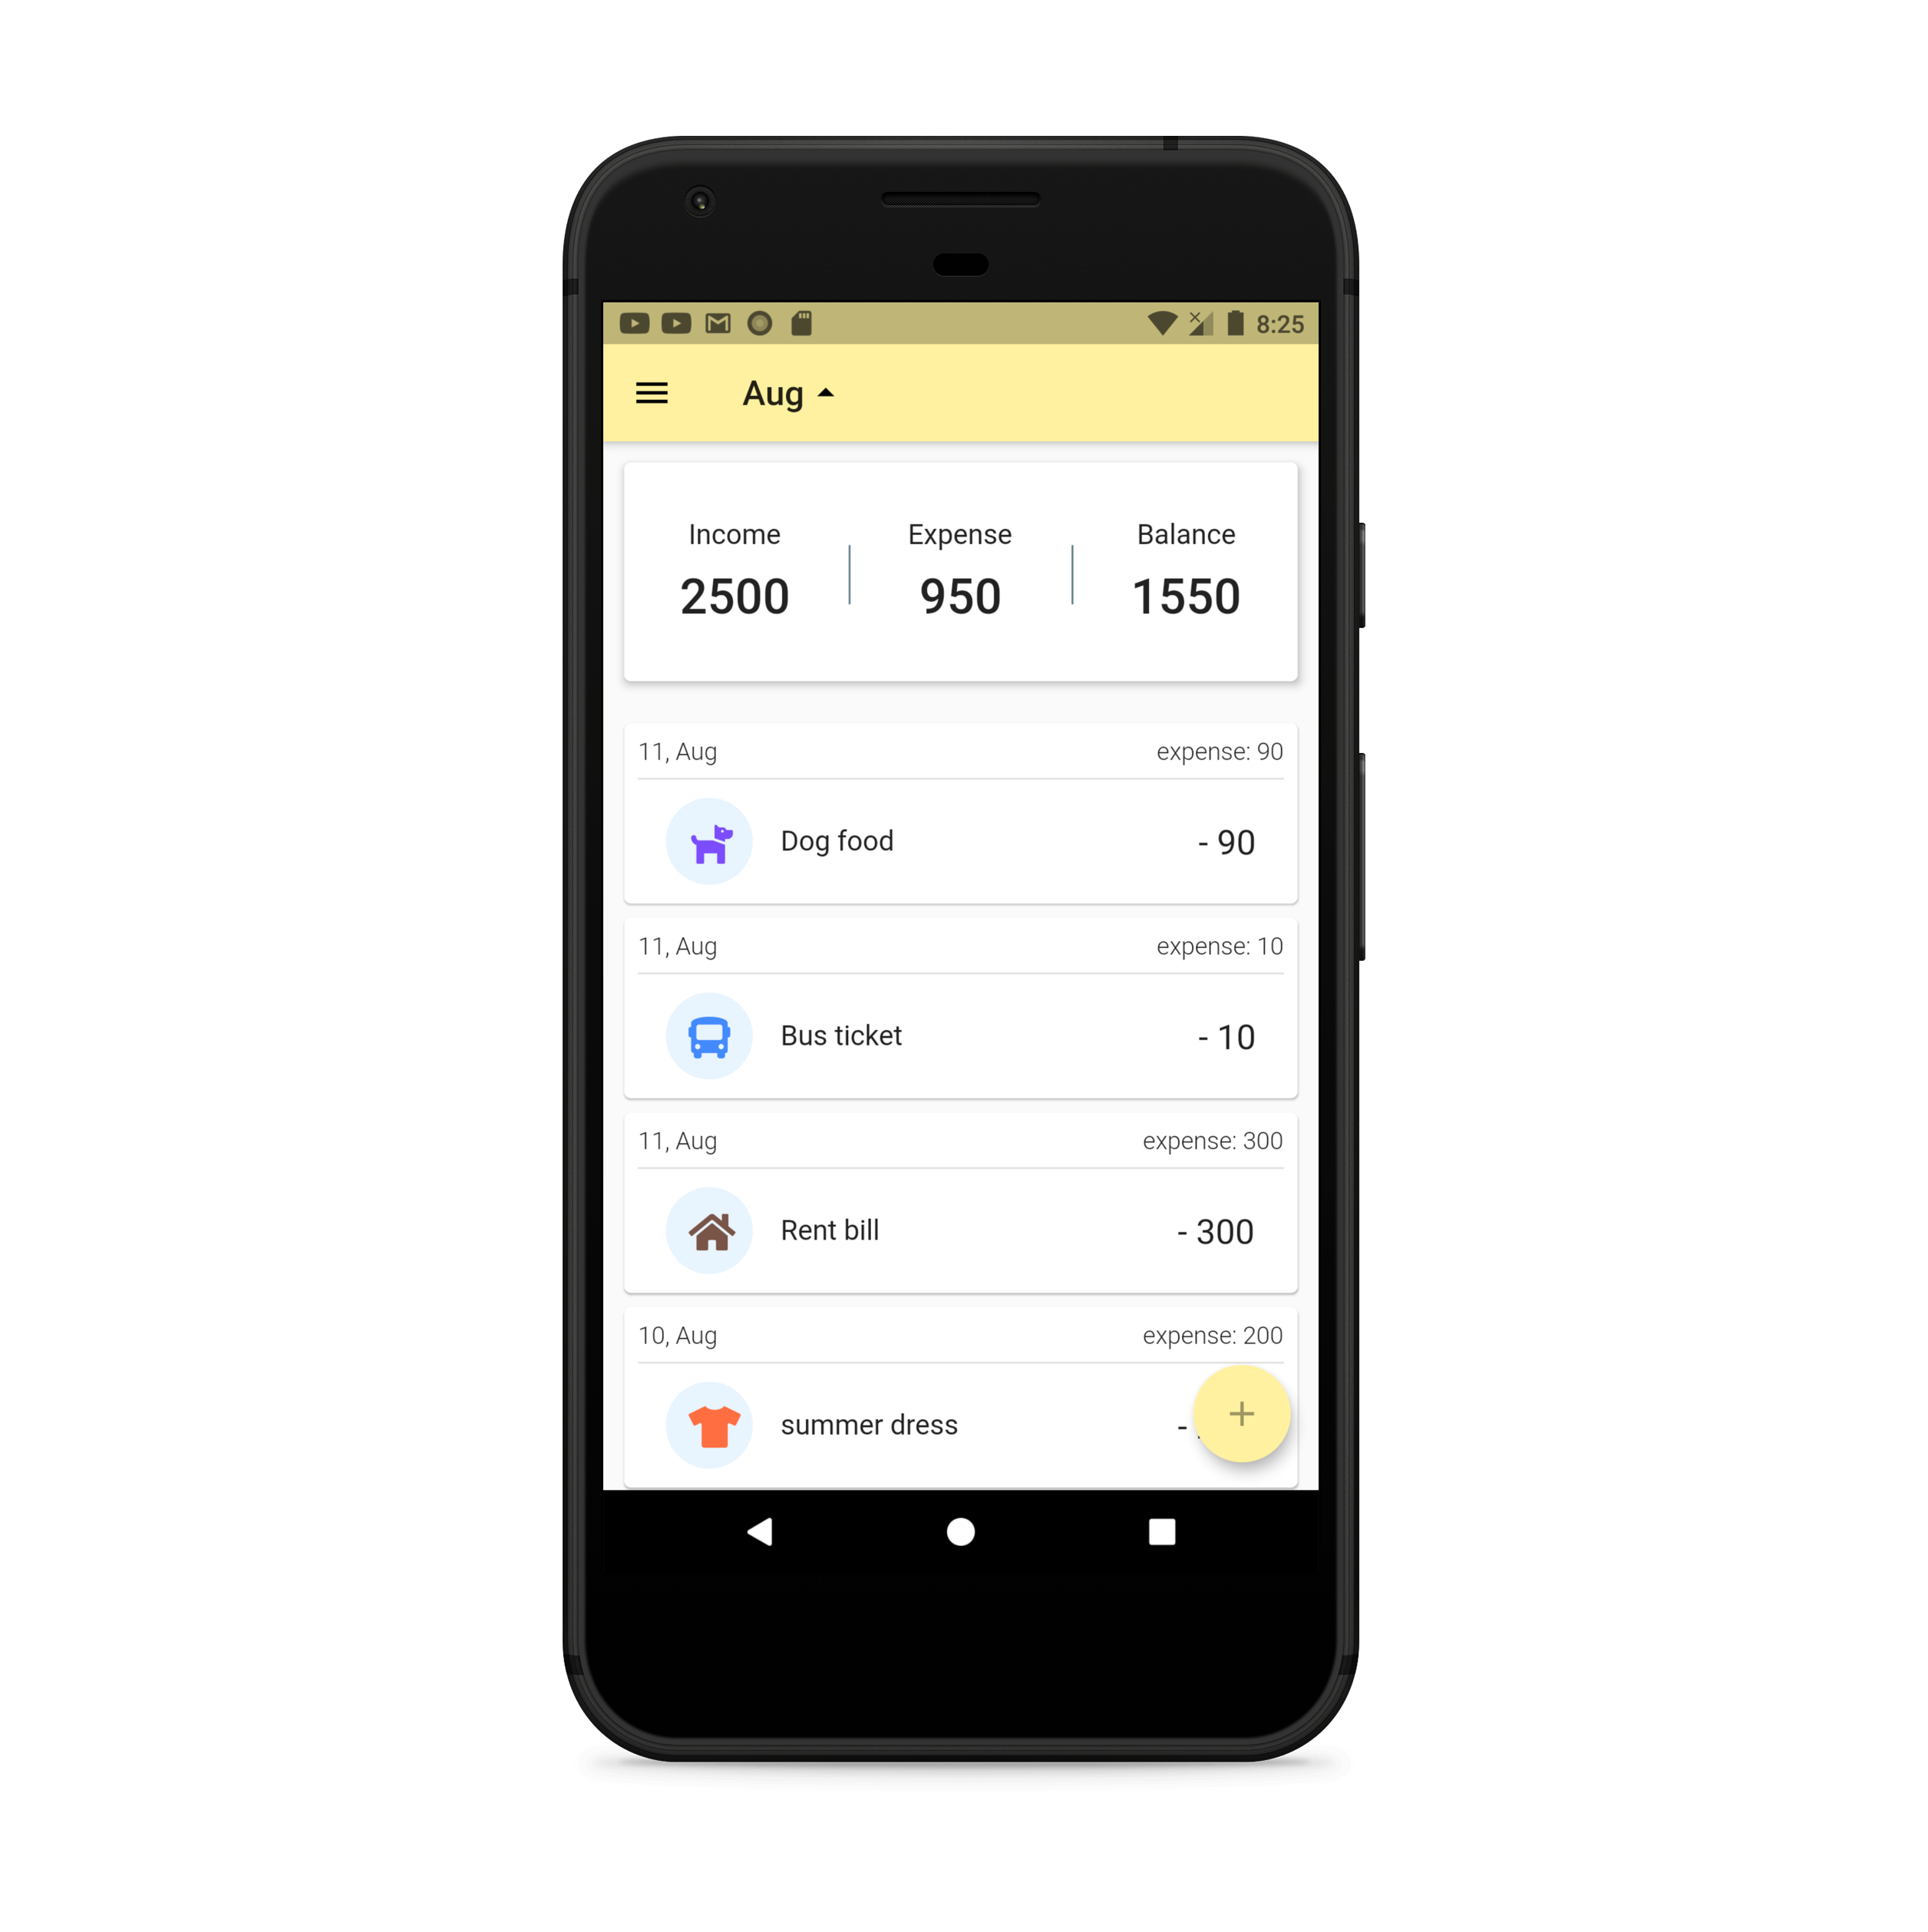 8:25
Aug
Income Expense Balance
2500 950 1550
11, Aug expense: 90
Dog food - 90
11, Aug expense: 10
Bus ticket - 10
11, Aug expense: 300
Rent bill - 300
10, Aug expense: 200
summer dress -